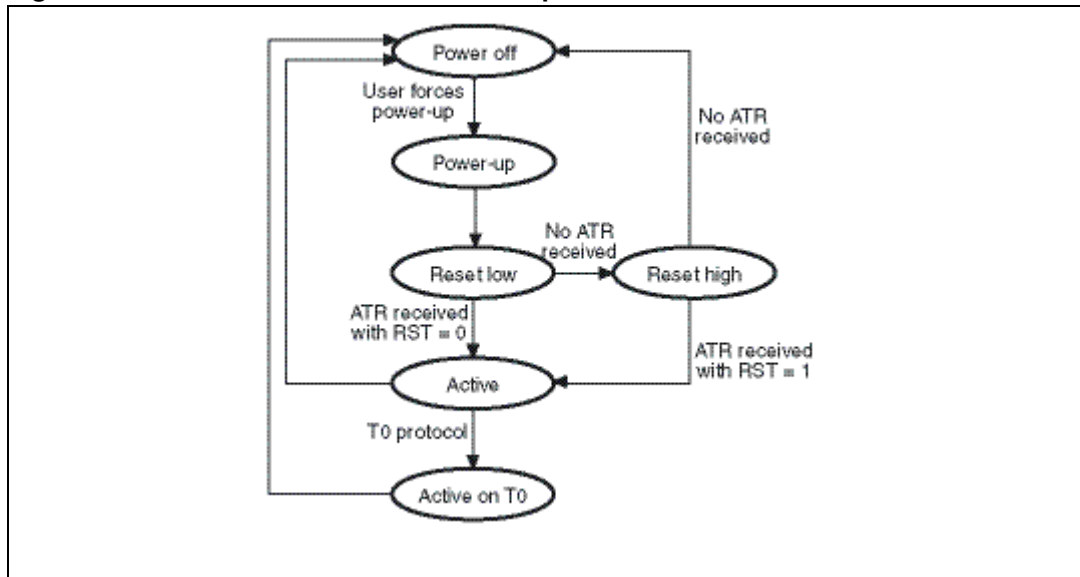 Power off
User forces
power-up
No ATR
received
Power-up
No ATR
received
Reset low
Reset high
ATR received
with RST = 0
ATR received
with RST = 1
Active
T0 protocol
Active on T0